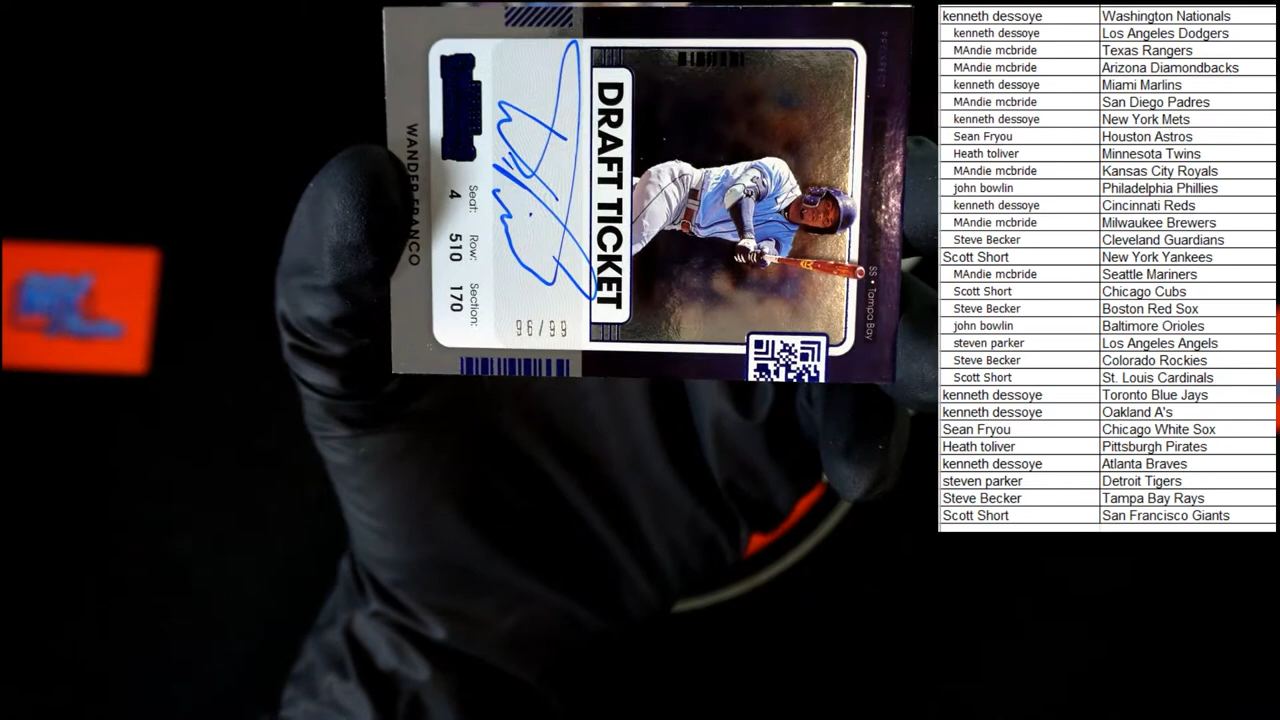 WANDER FRANCO
Seat: Row: Section:
4 510 170
96/99
DRAFT TICKET
PROSPECT
SS • Tampa Bay
kenneth dessoye Washington Nationals
kenneth dessoye Los Angeles Dodgers
MAndie mcbride Texas Rangers
MAndie mcbride Arizona Diamondbacks
kenneth dessoye Miami Marlins
MAndie mcbride San Diego Padres
kenneth dessoye New York Mets
Sean Fryou Houston Astros
Heath toliver Minnesota Twins
MAndie mcbride Kansas City Royals
john bowlin Philadelphia Phillies
kenneth dessoye Cincinnati Reds
MAndie mcbride Milwaukee Brewers
Steve Becker Cleveland Guardians
Scott Short New York Yankees
MAndie mcbride Seattle Mariners
Scott Short Chicago Cubs
Steve Becker Boston Red Sox
john bowlin Baltimore Orioles
steven parker Los Angeles Angels
Steve Becker Colorado Rockies
Scott Short St. Louis Cardinals
kenneth dessoye Toronto Blue Jays
kenneth dessoye Oakland A's
Sean Fryou Chicago White Sox
Heath toliver Pittsburgh Pirates
kenneth dessoye Atlanta Braves
steven parker Detroit Tigers
Steve Becker Tampa Bay Rays
Scott Short San Francisco Giants